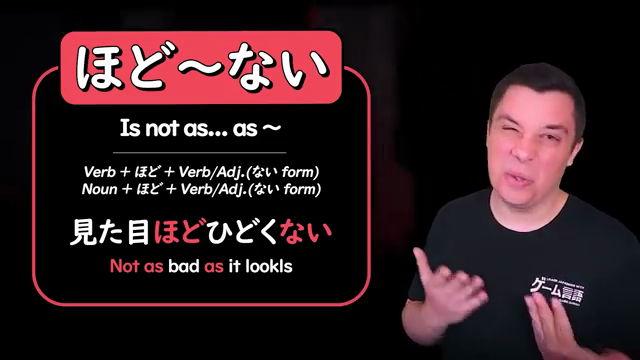 ほど～ない
Is not as... as ～
Verb + ほど + Verb/Adj.(ない form)
Noun + ほど + Verb/Adj.(ない form)
見た目ほどひどくない
Not as bad as it lookls
ゲーム言語